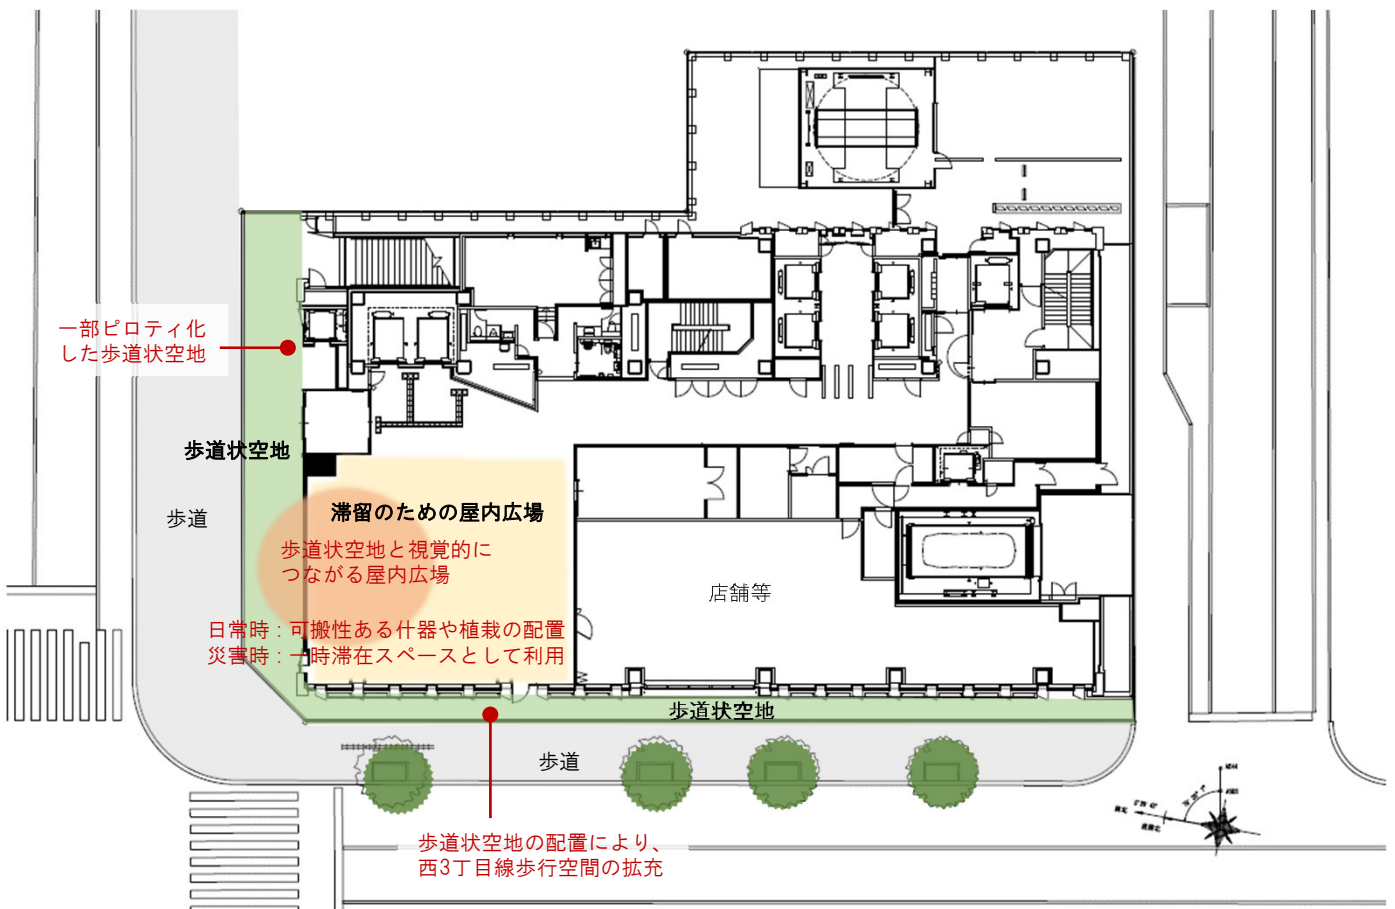 一部ピロティ化
した歩道状空地
歩道状空地
歩道
滞留のための屋内広場
歩道状空地と視覚的に
つながる屋内広場
日常時：可搬性ある什器や植栽の配置
災害時：一時滞在スペースとして利用
店舗等
歩道状空地
歩道
歩道状空地の配置により、
西3丁目線歩行空間の拡充